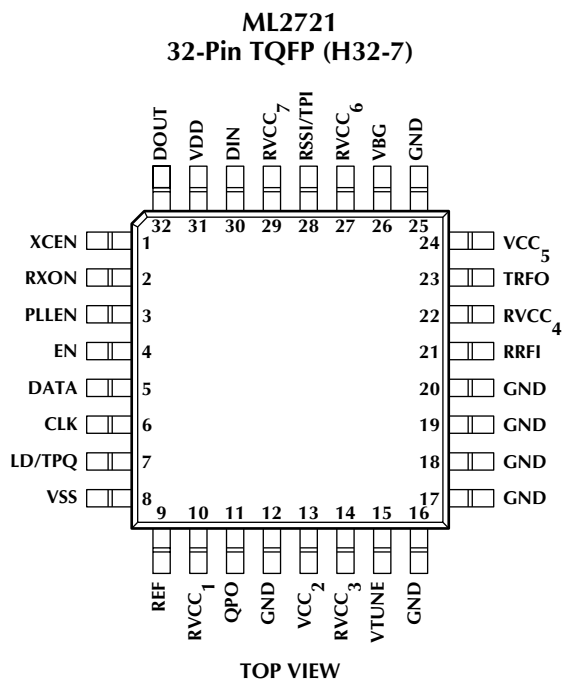 ML2721
32-Pin TQFP (H32-7)
DOUT
VDD
DIN
RVCC7
RSSI/TPI
RVCC6
VBG
GND
32 31 30 29 28 27 26 25
XCEN 1
RXON 2
PLLEN 3
EN 4
DATA 5
CLK 6
LD/TPQ 7
VSS 8
24 VCC5
23 TRFO
22 RVCC4
21 RRFI
20 GND
19 GND
18 GND
17 GND
9 10 11 12 13 14 15 16
REF
RVCC1
QPO
GND
VCC2
RVCC3
VTUNE
GND
TOP VIEW